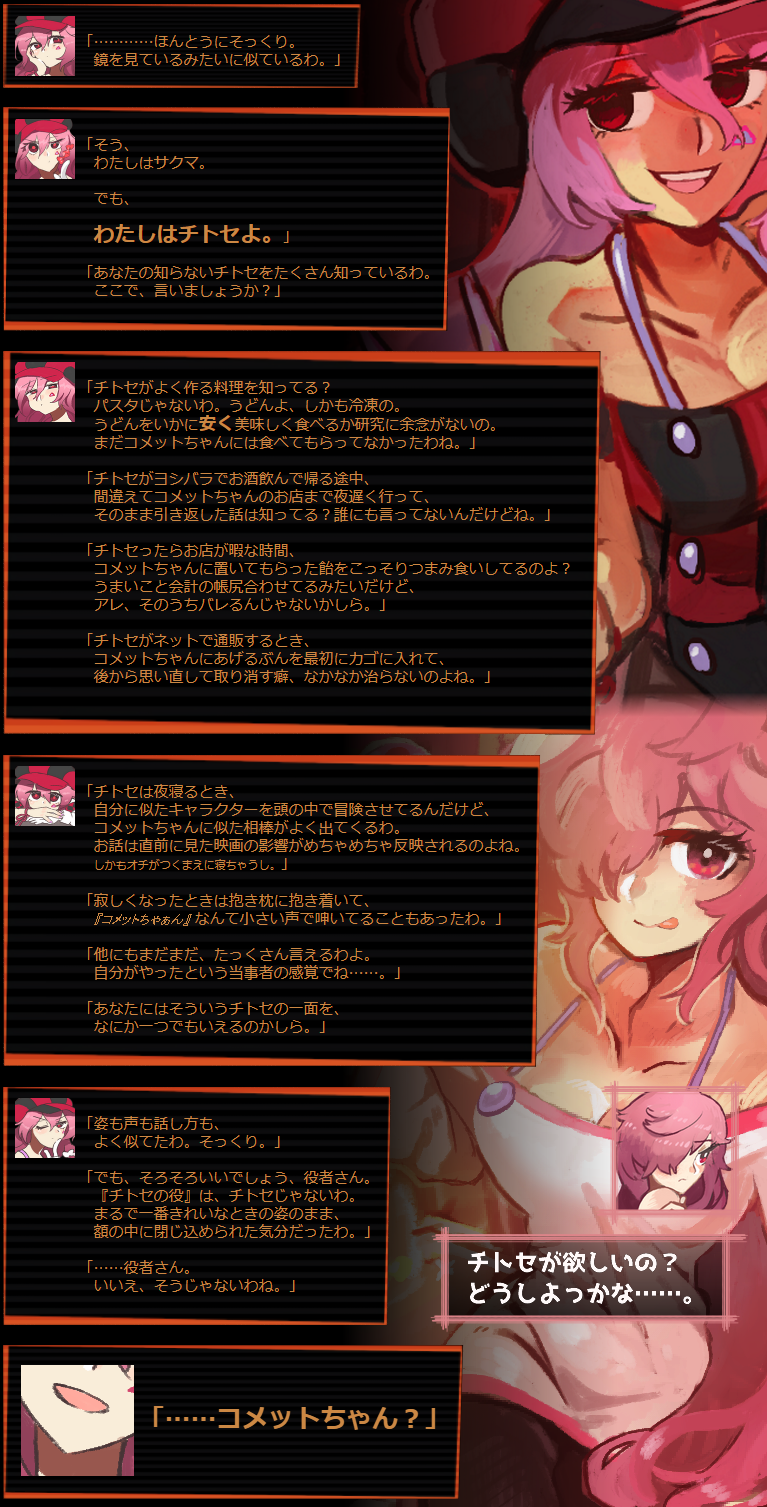 「…………ほんとうにそっくり。
鏡を見ているみたいに似ているわ。」
「そう、
わたしはサクマ。
でも、
わたしはチトセよ。」
「あなたの知らないチトセをたくさん知っているわ。
ここで、言いましょうか？」
「チトセがよく作る料理を知ってる？
パスタじゃないわ。うどんよ、しかも冷凍の。
うどんをいかに安く美味しく食べるか研究に余念がないの。
まだコメットちゃんには食べてもらってなかったわね。」
「チトセがヨシバラでお酒飲んで帰る途中、
間違えてコメットちゃんのお店まで夜遅く行って、
そのまま引き返した話は知ってる？誰にも言ってないんだけどね。」
「チトセったらお店が暇な時間、
コメットちゃんに置いてもらった飴をこっそりつまみ食いしてるのよ？
うまいこと会計の帳尻合わせてるみたいだけど、
アレ、そのうちバレるんじゃないかしら。」
「チトセがネットで通販するとき、
コメットちゃんにあげるぶんを最初にカゴに入れて、
後から思い直して取り消す癖、なかなか治らないのよね。」
「チトセは夜寝るとき、
自分に似たキャラクターを頭の中で冒険させてるんだけど、
コメットちゃんに似た相棒がよく出てくるわ。
お話は直前に見た映画の影響がめちゃめちゃ反映されるのよね。
しかもオチがつくまえに寝ちゃうし。」
「寂しくなったときは抱き枕に抱き着いて、
『コメットちゃぁん』なんて小さい声で呻いてることもあったわ。」
「他にもまだまだ、たっくさん言えるわよ。
自分がやったという当事者の感覚でね……。」
「あなたにはそういうチトセの一面を、
なにか一つでもいえるのかしら。」
「姿も声も話し方も、
よく似てたわ。そっくり。」
「でも、そろそろいいでしょう、役者さん。
『チトセの役』は、チトセじゃないわ。
まるで一番きれいなときの姿のまま、
額の中に閉じ込められた気分だったわ。」
「……役者さん。
いいえ、そうじゃないわね。」
チトセが欲しいの？
どうしよっかな……。
「……コメットちゃん？」